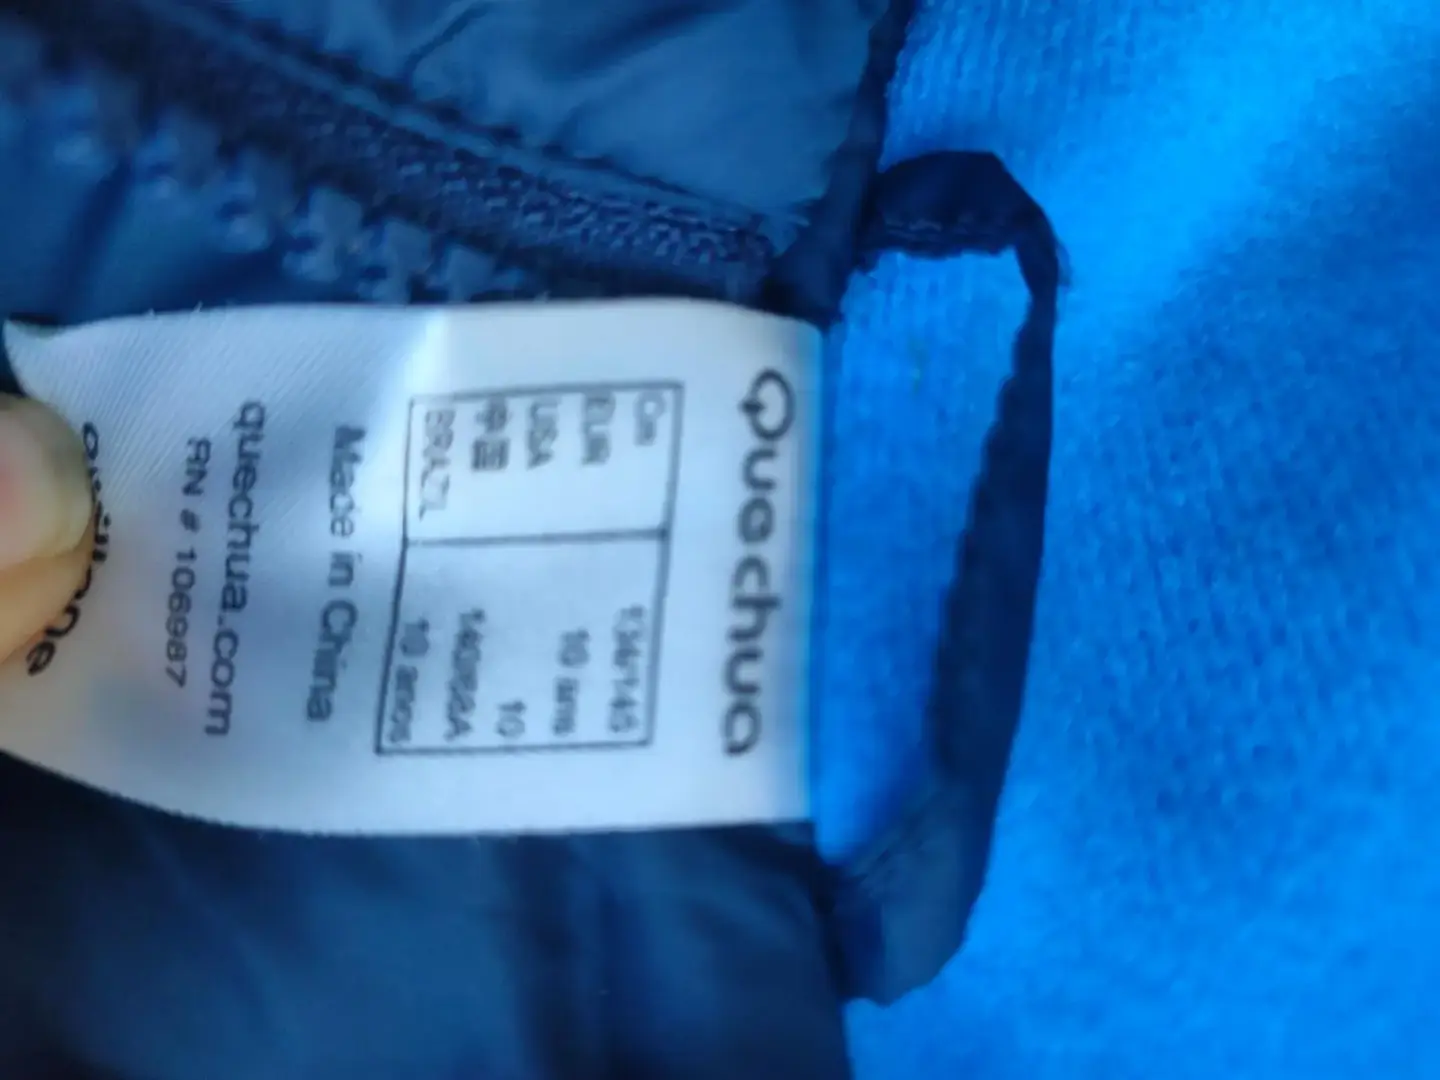 Quechua
Cm 134/143
EUR 10 ans
USA 10
中国 140/68A
BRAZIL 10 anos
Made in China
quechua.com
RN # 106987